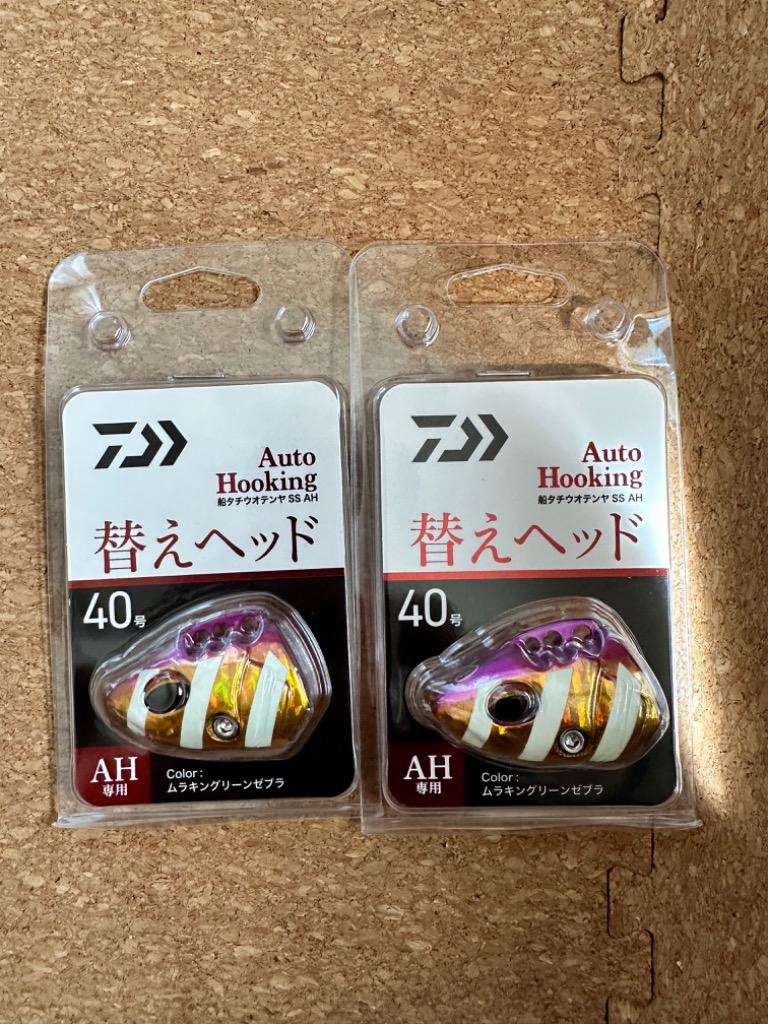 Auto
Hooking
船タチウオテンヤ SS AH
替えヘッド
40号
AH
専用
Color :
ムラキングリーンゼブラ
Auto
Hooking
船タチウオテンヤ SS AH
替えヘッド
40号
AH
専用
Color :
ムラキングリーンゼブラ